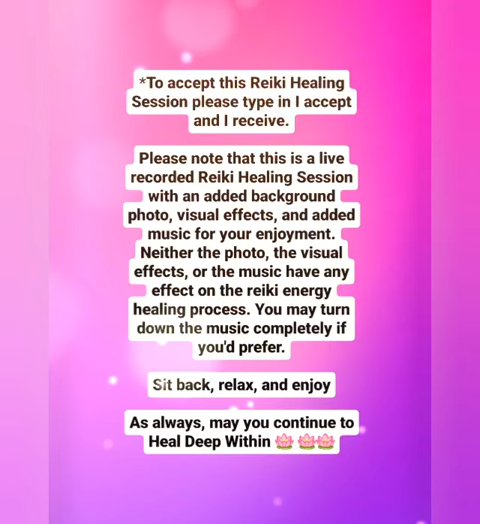 *To accept this Reiki Healing
Session please type in I accept
and I receive.
Please note that this is a live
recorded Reiki Healing Session
with an added background
photo, visual effects, and added
music for your enjoyment.
Neither the photo, the visual
effects, or the music have any
effect on the reiki energy
healing process. You may turn
down the music completely if
you'd prefer.
Sit back, relax, and enjoy
As always, may you continue to
Heal Deep Within 🪷 🪷🪷